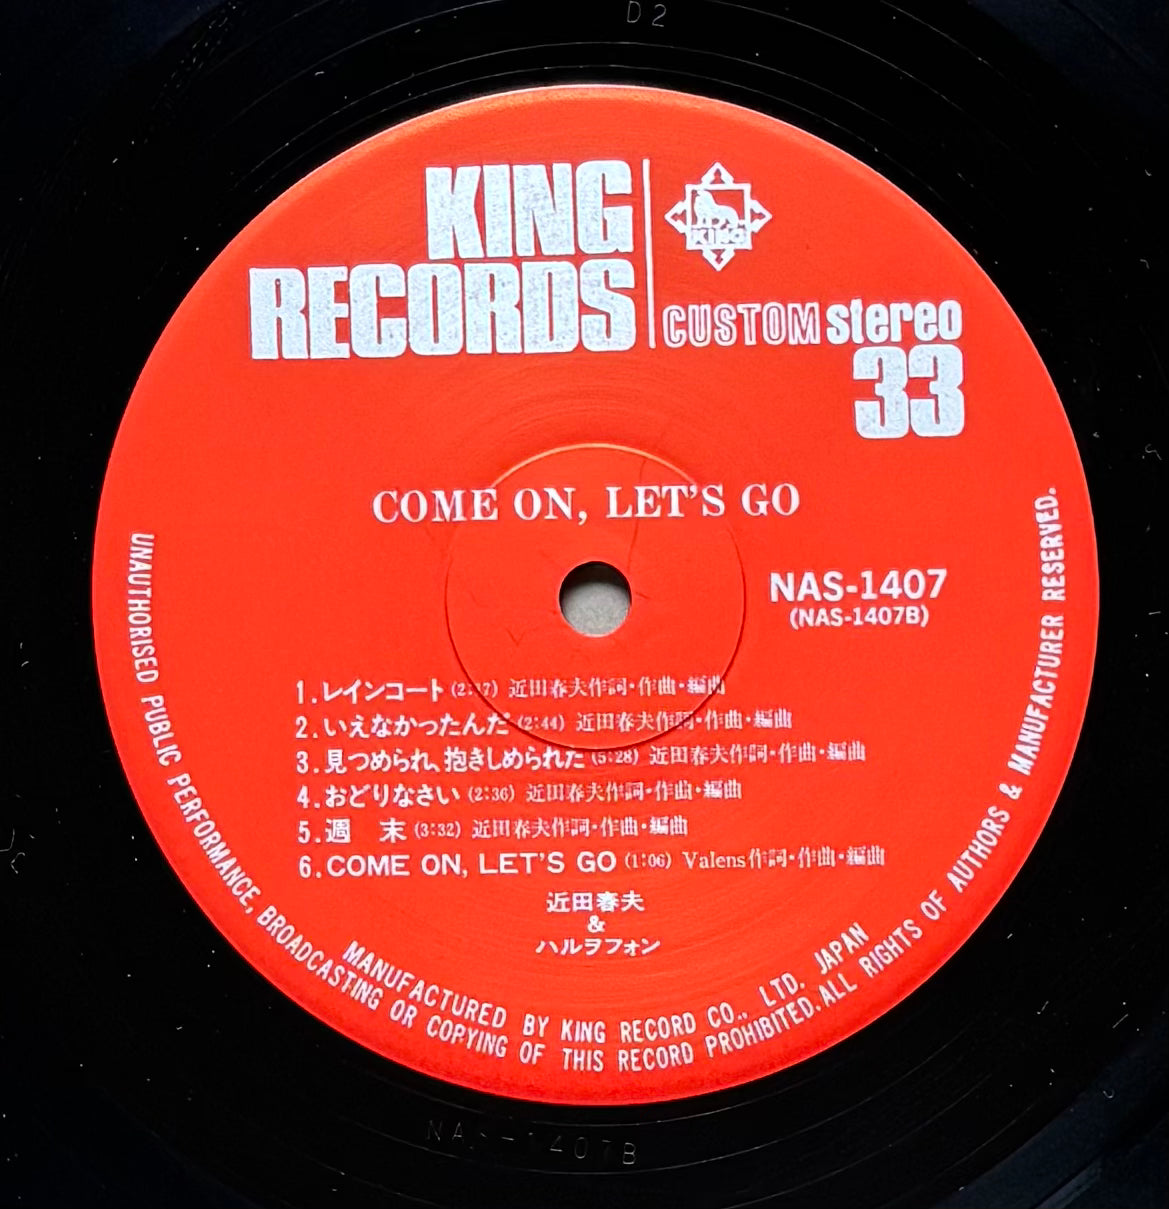 D2
KING
RECORDS
KING
CUSTOM stereo
33
COME ON, LET'S GO
NAS-1407
(NAS-1407B)
1.レインコート 近田春夫作詞・作曲・編曲
2.いえなかったんだ (2:44) 近田春夫作詞・作曲・編曲
3.見つめられ、抱きしめられた (5:28) 近田春夫作詞・作曲・編曲
4.おどりなさい (2:36) 近田春夫作詞・作曲・編曲
5.週　末 (3:32) 近田春夫作詞・作曲・編曲
6.COME ON, LET'S GO (1:06) Valens作詞・作曲・編曲
近田春夫
&
ハルヲフォン
MANUFACTURED BY KING RECORD CO., LTD. JAPAN
UNAUTHORISED PUBLIC PERFORMANCE, BROADCASTING OR COPYING OF THIS RECORD PROHIBITED. ALL RIGHTS OF AUTHORS & MANUFACTURER RESERVED.
NAS-1407B